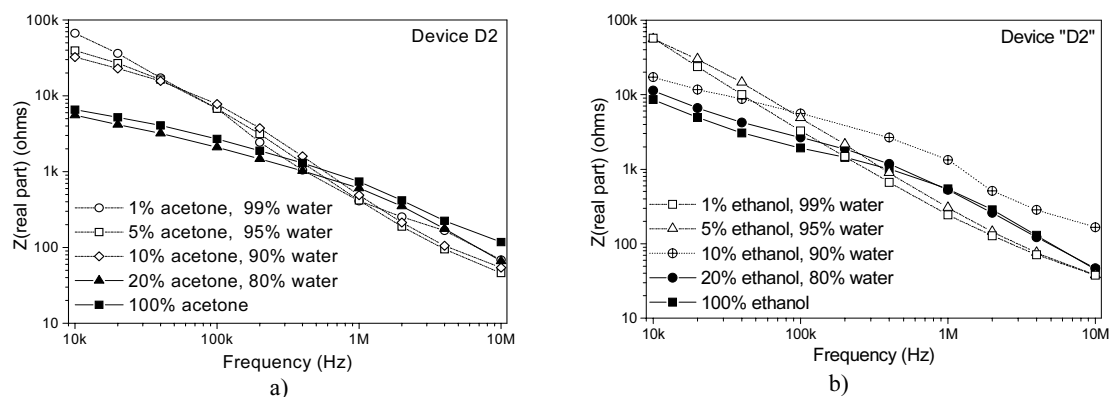 100k
10k
1k
100
10
Z(real part) (ohms)
Device D2
1% acetone, 99% water
5% acetone, 95% water
10% acetone, 90% water
20% acetone, 80% water
100% acetone
10k 100k 1M 10M
Frequency (Hz)
a)
100k
10k
1k
100
10
Z(real part) (ohms)
Device "D2"
1% ethanol, 99% water
5% ethanol, 95% water
10% ethanol, 90% water
20% ethanol, 80% water
100% ethanol
10k 100k 1M 10M
Frequency (Hz)
b)